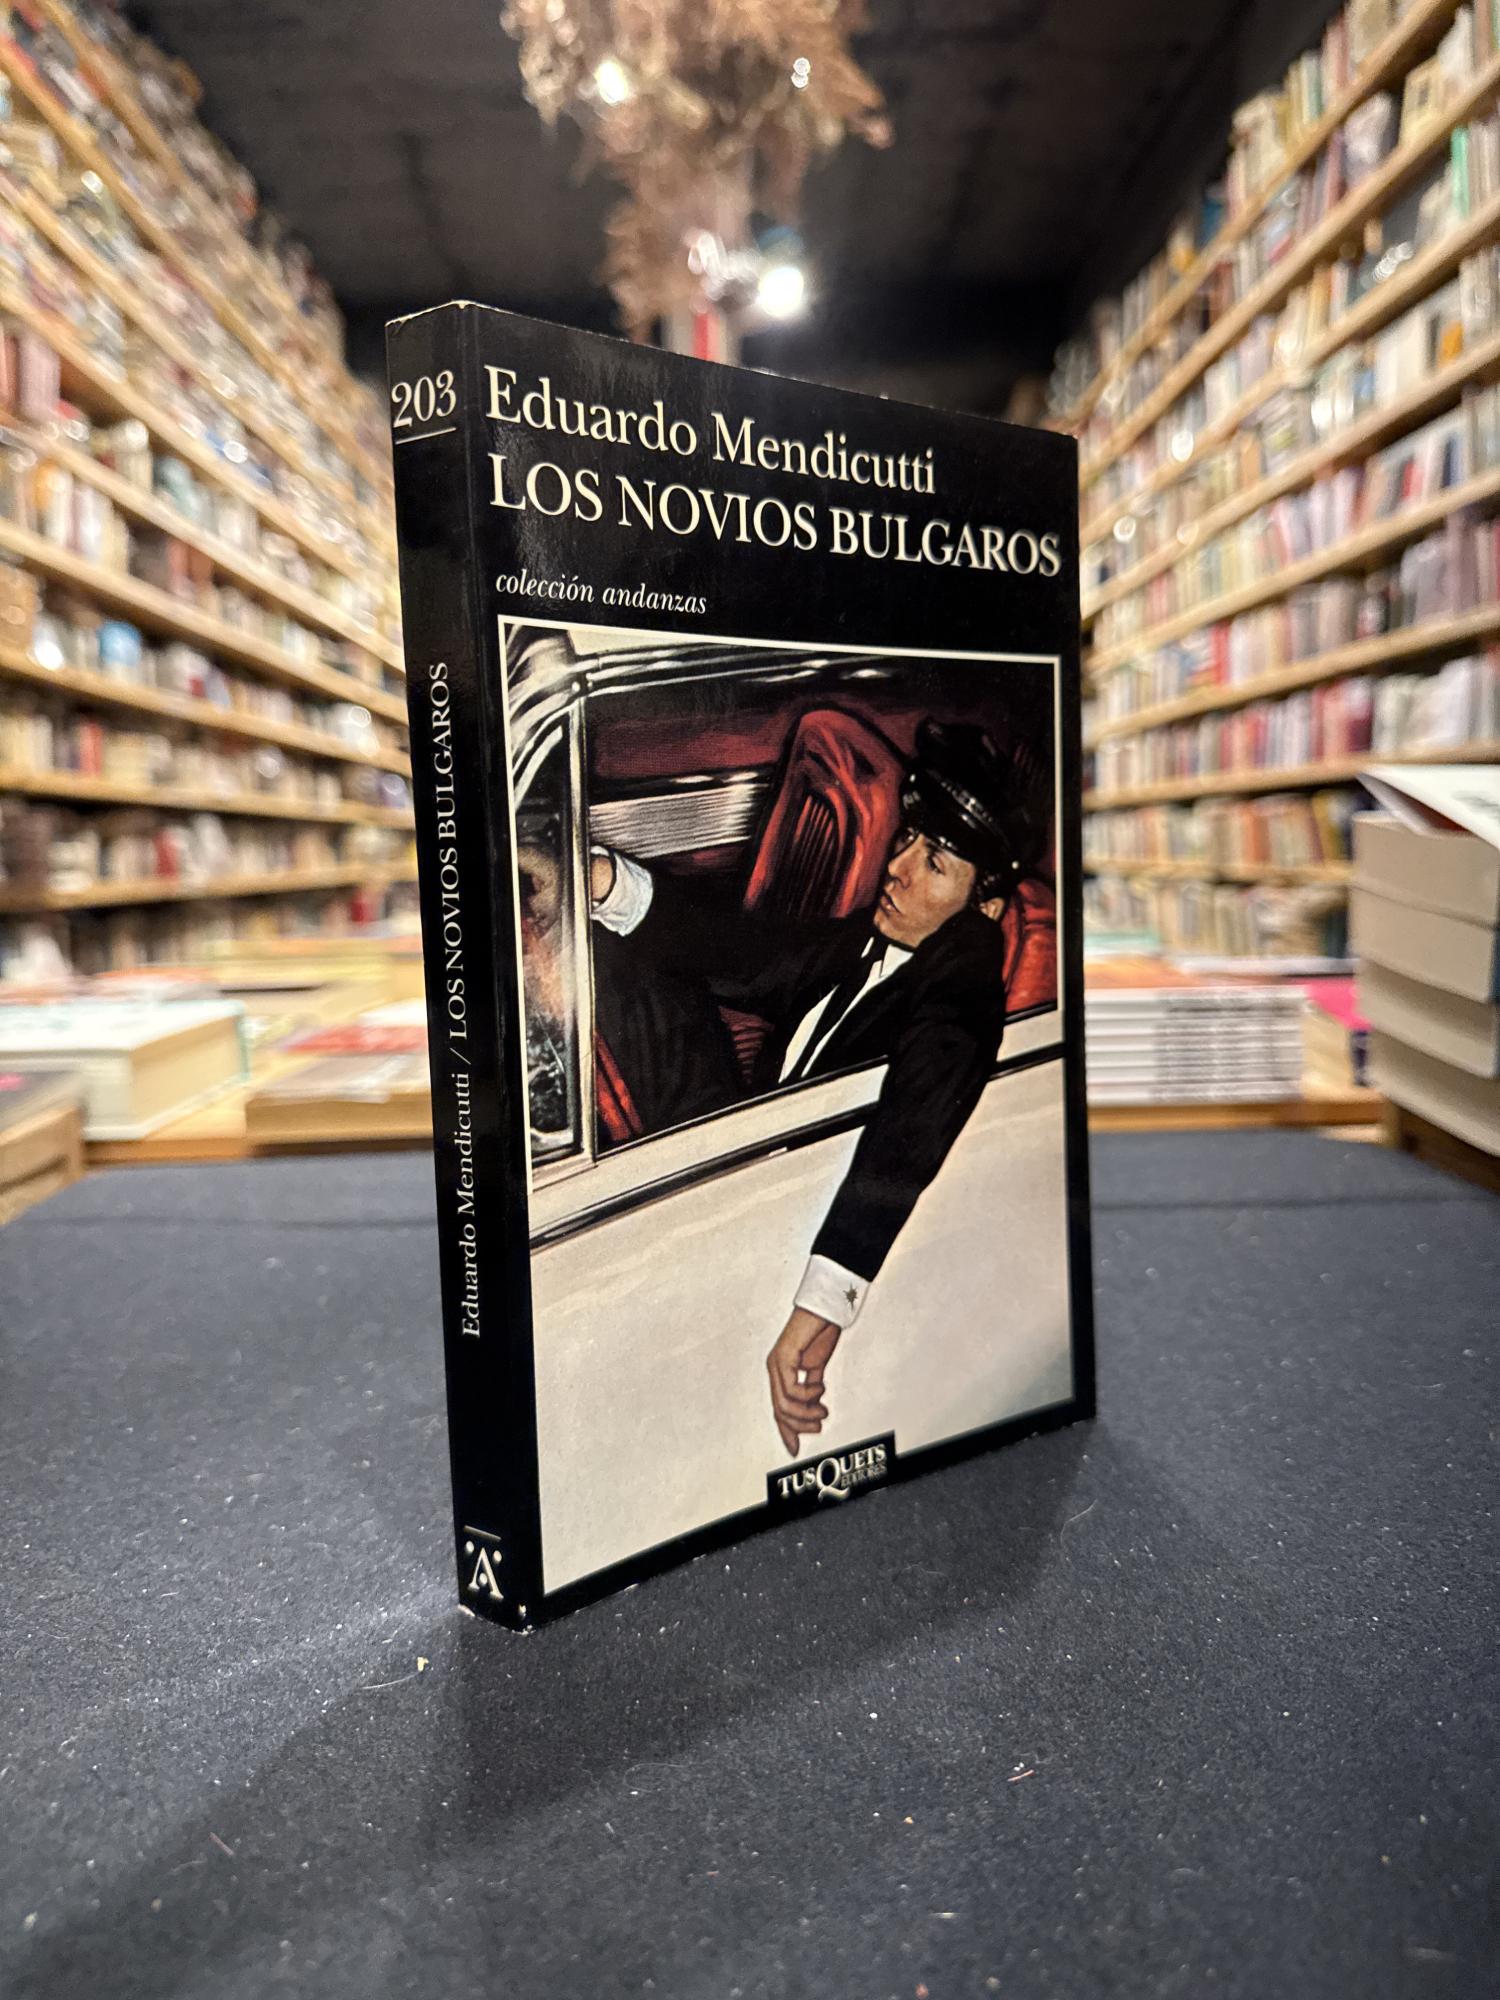 203
Eduardo Mendicutti / LOS NOVIOS BULGAROS
A
Eduardo Mendicutti
LOS NOVIOS BULGAROS
colección andanzas
TUSQUETS
EDITORES